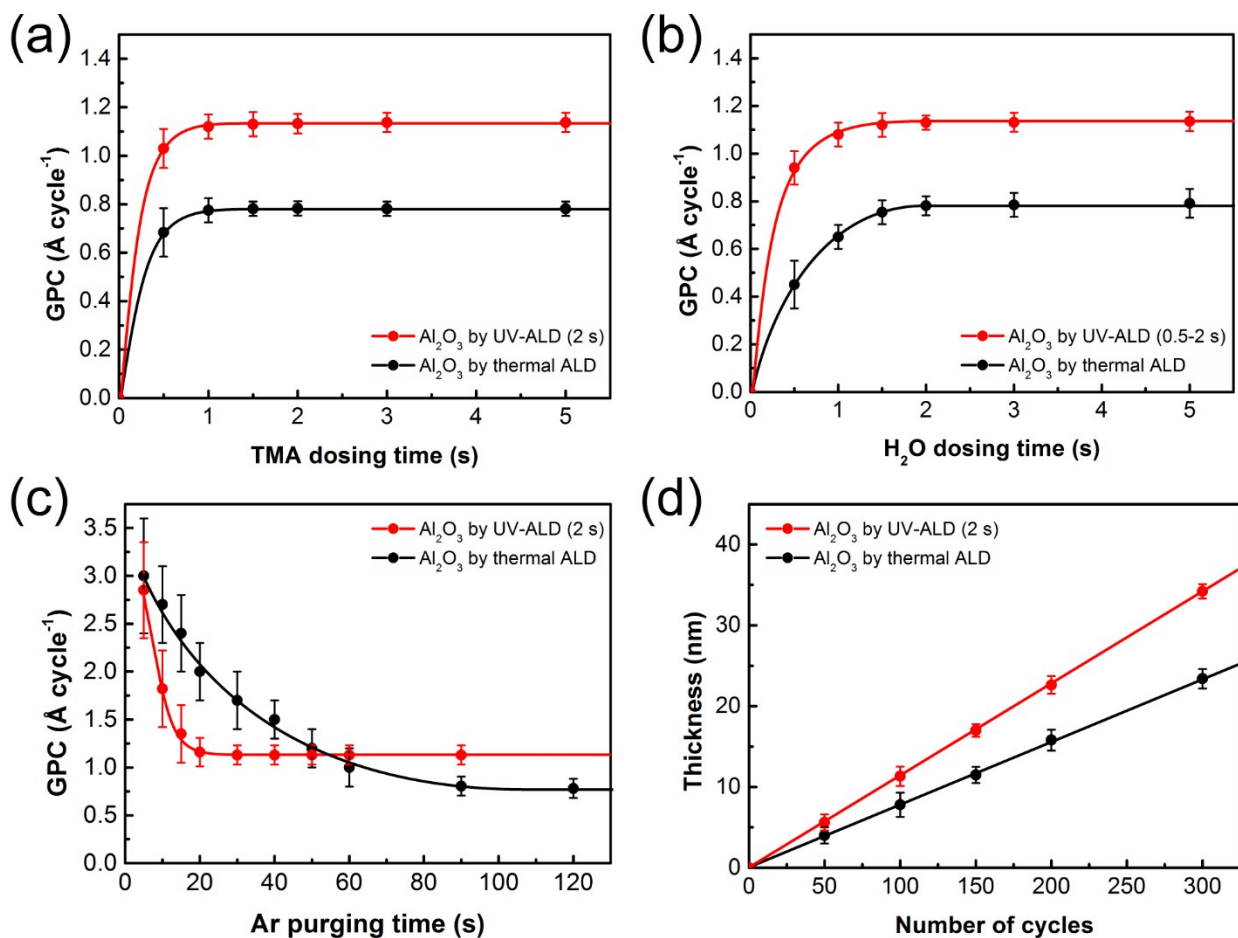 (a)
1.4
1.2
1.0
0.8
0.6
0.4
0.2
0.0
GPC (Å cycle⁻¹)
Al₂O₃ by UV-ALD (2 s)
Al₂O₃ by thermal ALD
0 1 2 3 4 5
TMA dosing time (s)
(b)
1.4
1.2
1.0
0.8
0.6
0.4
0.2
0.0
GPC (Å cycle⁻¹)
Al₂O₃ by UV-ALD (0.5-2 s)
Al₂O₃ by thermal ALD
0 1 2 3 4 5
H₂O dosing time (s)
(c)
3.5
3.0
2.5
2.0
1.5
1.0
0.5
0.0
GPC (Å cycle⁻¹)
Al₂O₃ by UV-ALD (2 s)
Al₂O₃ by thermal ALD
0 20 40 60 80 100 120
Ar purging time (s)
(d)
40
30
20
10
0
Thickness (nm)
Al₂O₃ by UV-ALD (2 s)
Al₂O₃ by thermal ALD
0 50 100 150 200 250 300
Number of cycles